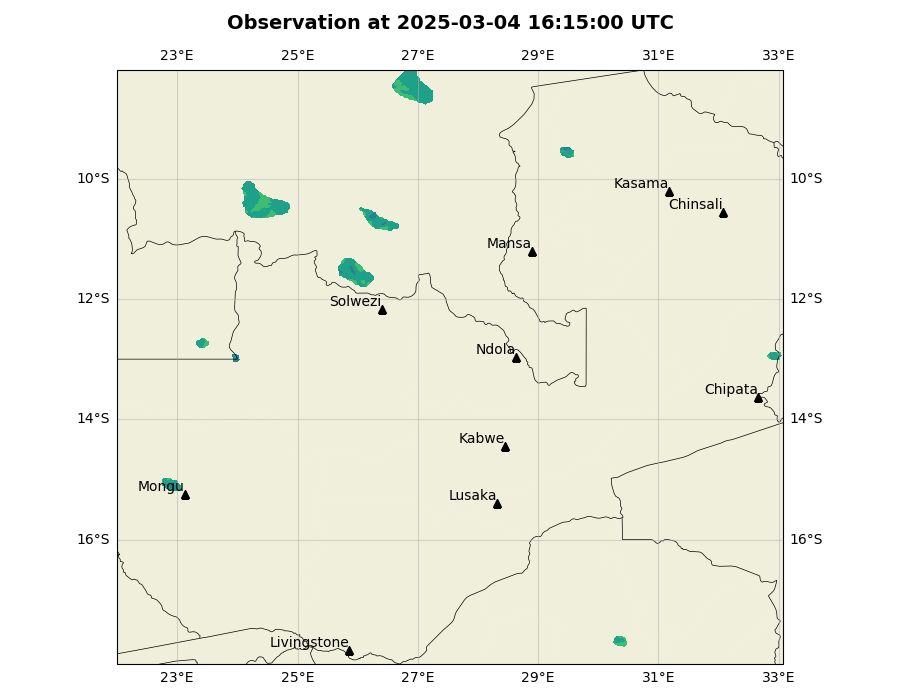 Observation at 2025-03-04 16:15:00 UTC
23°E 25°E 27°E 29°E 31°E 33°E
10°S 10°S
Kasama
Chinsali
Mansa
12°S 12°S
Solwezi
Ndola
Chipata
14°S 14°S
Kabwe
Mongu
Lusaka
16°S 16°S
Livingstone
23°E 25°E 27°E 29°E 31°E 33°E